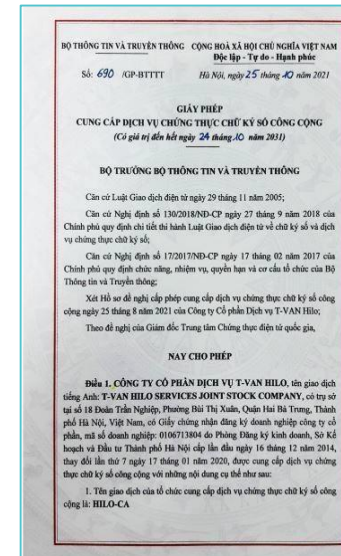 BỘ THÔNG TIN VÀ TRUYỀN THÔNG CỘNG HOÀ XÃ HỘI CHỦ NGHĨA VIỆT NAM
Độc lập - Tự do - Hạnh phúc
Số: 690 /GP-BTTTT Hà Nội, ngày 25 tháng 10 năm 2021
GIẤY PHÉP
CUNG CẤP DỊCH VỤ CHỨNG THỰC CHỮ KÝ SỐ CÔNG CỘNG
(Có giá trị đến hết ngày 24 tháng 10 năm 2031)
BỘ TRƯỞNG BỘ THÔNG TIN VÀ TRUYỀN THÔNG
Căn cứ Luật Giao dịch điện tử ngày 29 tháng 11 năm 2005;
Căn cứ Nghị định số 130/2018/NĐ-CP ngày 27 tháng 9 năm 2018 của
Chính phủ quy định chi tiết thi hành Luật Giao dịch điện tử về chữ ký số và dịch
vụ chứng thực chữ ký số;
Căn cứ Nghị định số 17/2017/NĐ-CP ngày 17 tháng 02 năm 2017 của
Chính phủ quy định chức năng, nhiệm vụ, quyền hạn và cơ cấu tổ chức của Bộ
Thông tin và Truyền thông;
Xét Hồ sơ đề nghị cấp phép cung cấp dịch vụ chứng thực chữ ký số công
cộng ngày 25 tháng 8 năm 2021 của Công ty Cổ phần Dịch vụ T-VAN Hilo;
Theo đề nghị của Giám đốc Trung tâm Chứng thực điện tử quốc gia,
NAY CHO PHÉP
Điều 1. CÔNG TY CỔ PHẦN DỊCH VỤ T-VAN HILO, tên giao dịch
tiếng Anh: T-VAN HILO SERVICES JOINT STOCK COMPANY, có trụ sở
tại số 18 Đoàn Trần Nghiệp, Phường Bùi Thị Xuân, Quận Hai Bà Trưng, Thành
phố Hà Nội, Việt Nam, có Giấy chứng nhận đăng ký doanh nghiệp công ty cổ
phần, mã số doanh nghiệp: 0106713804 do Phòng Đăng ký kinh doanh, Sở Kế
hoạch và Đầu tư Thành phố Hà Nội cấp lần đầu ngày 16 tháng 12 năm 2014,
thay đổi lần thứ 7 ngày 17 tháng 01 năm 2020, được cung cấp dịch vụ chứng
thực chữ ký số công cộng với những nội dung cụ thể như sau:
1. Tên giao dịch của tổ chức cung cấp dịch vụ chứng thực chữ ký số công
cộng là: HILO-CA